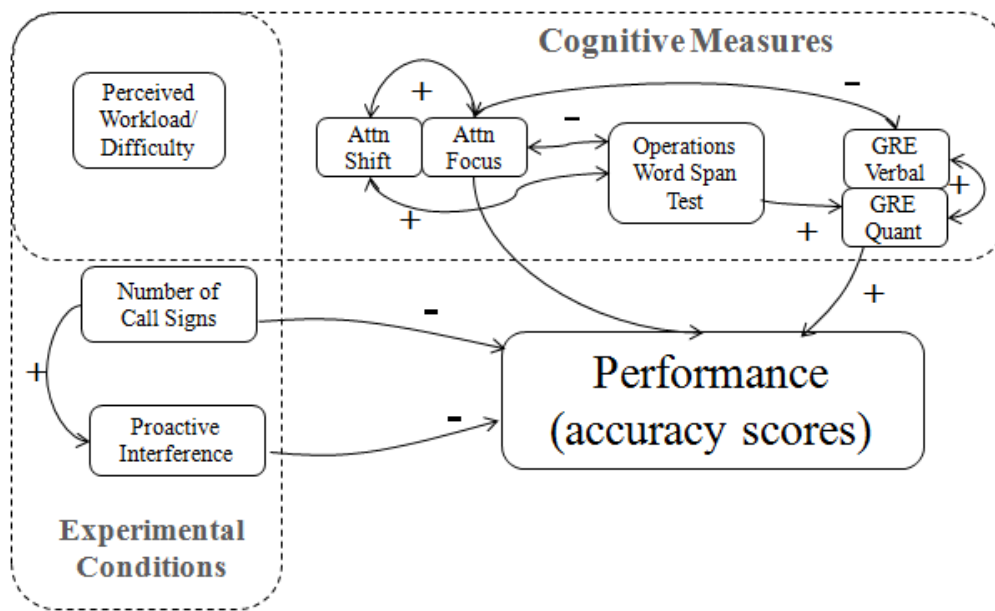 Cognitive Measures
Perceived
Workload/
Difficulty
+
-
Attn
Shift
Attn
Focus
-
Operations
Word Span
Test
GRE
Verbal
+
+
+
GRE
Quant
Number of
Call Signs
-
+
+
Performance
(accuracy scores)
Proactive
Interference
-
Experimental
Conditions